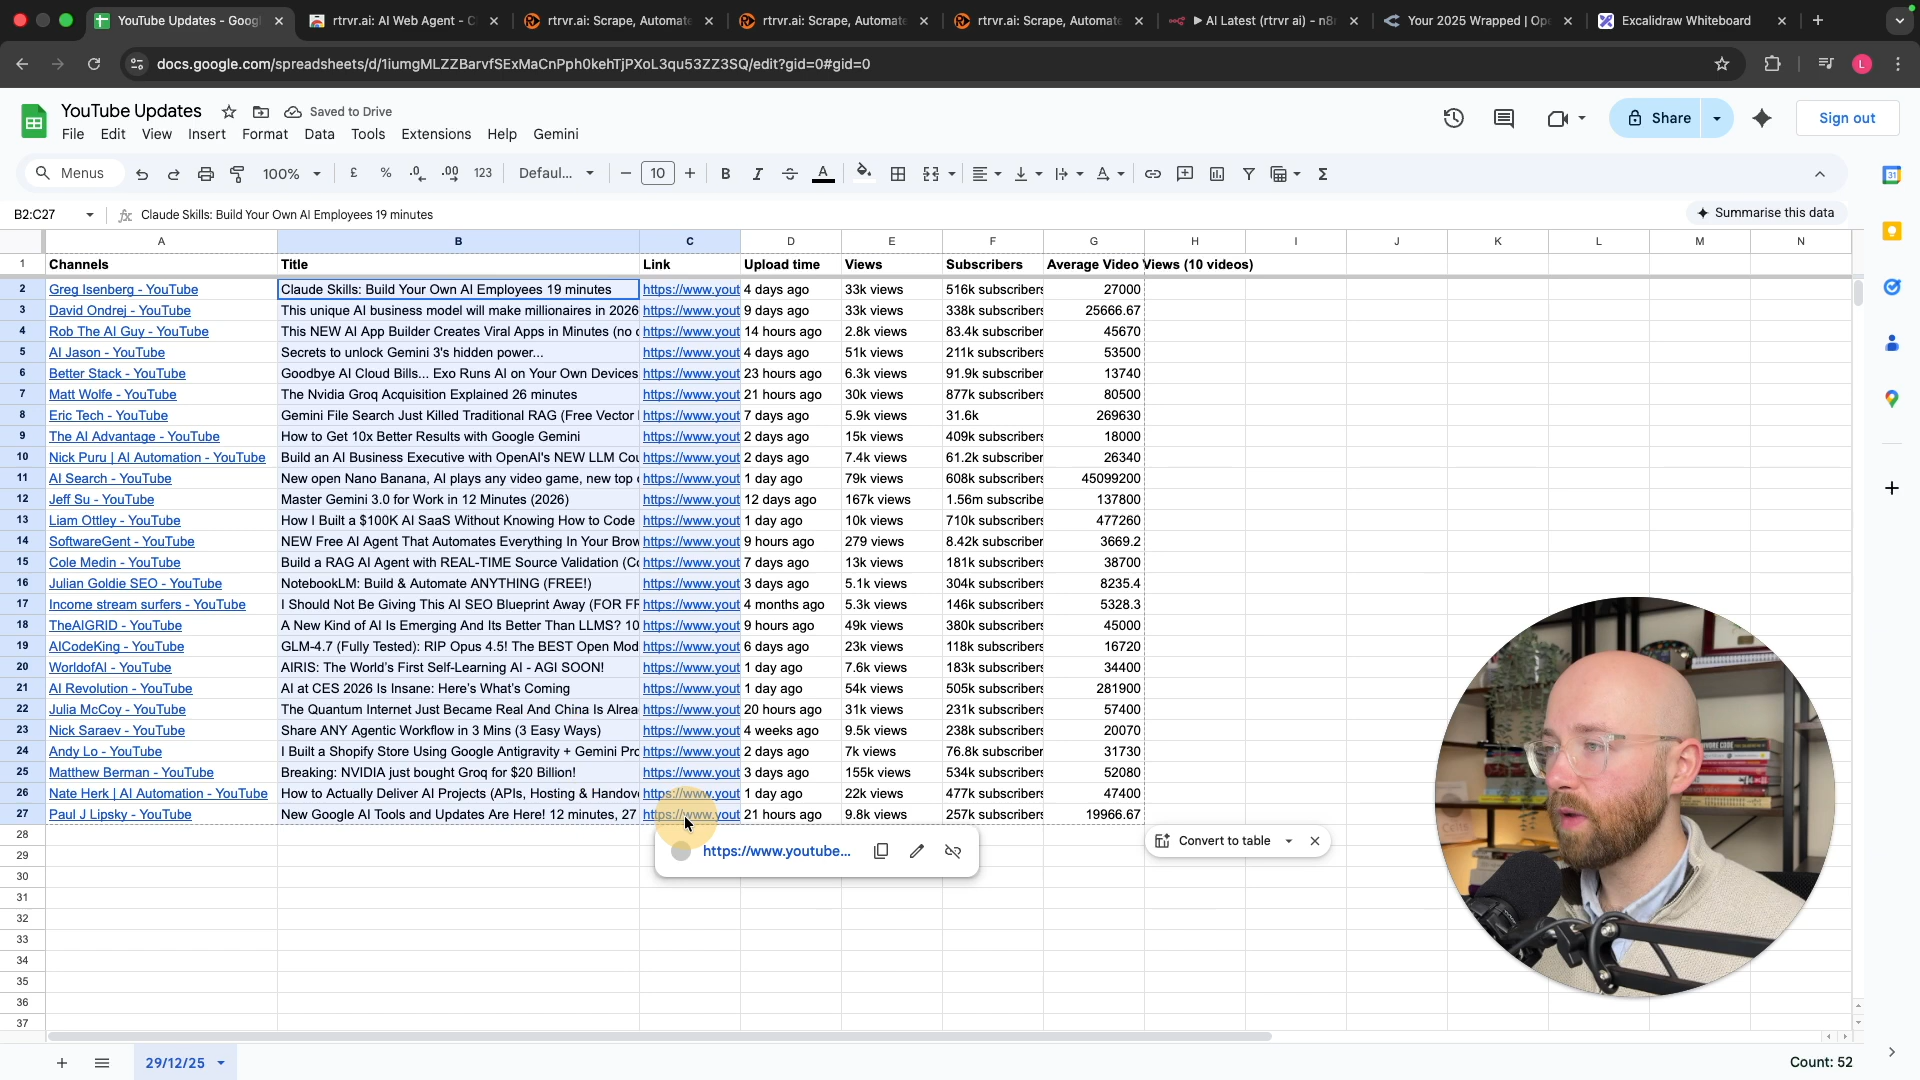 YouTube Updates - Goog
rtrvr.ai: AI Web Agent - C
rtrvr.ai: Scrape, Automate
rtrvr.ai: Scrape, Automate
rtrvr.ai: Scrape, Automate
▶ AI Latest (rtrvr ai) - n8n
Your 2025 Wrapped | Op
Excalidraw Whiteboard
docs.google.com/spreadsheets/d/1iumgMLZZBarvfSExMaCnPph0kehTjPXoL3qu53ZZ3SQ/edit?gid=0#gid=0
L
YouTube Updates
Saved to Drive
File Edit View Insert Format Data Tools Extensions Help Gemini
Share
Sign out
Menus
100%
£ % .0 .00 123
Defaul...
10
B I A
31
B2:C27
fx
Claude Skills: Build Your Own AI Employees 19 minutes
Summarise this data
A B C D E F G H I J K L M N
1 Channels Title Link Upload time Views Subscribers Average Video Views (10 videos)
2 Greg Isenberg - YouTube Claude Skills: Build Your Own AI Employees 19 minutes https://www.yout 4 days ago 33k views 516k subscribers 27000
3 David Ondrej - YouTube This unique AI business model will make millionaires in 2026 https://www.yout 9 days ago 33k views 338k subscribers 25666.67
4 Rob The AI Guy - YouTube This NEW AI App Builder Creates Viral Apps in Minutes (no c https://www.yout 14 hours ago 2.8k views 83.4k subscriber 45670
5 AI Jason - YouTube Secrets to unlock Gemini 3's hidden power... https://www.yout 4 days ago 51k views 211k subscribers 53500
6 Better Stack - YouTube Goodbye AI Cloud Bills... Exo Runs AI on Your Own Devices https://www.yout 23 hours ago 6.3k views 91.9k subscriber 13740
7 Matt Wolfe - YouTube The Nvidia Groq Acquisition Explained 26 minutes https://www.yout 21 hours ago 30k views 877k subscribers 80500
8 Eric Tech - YouTube Gemini File Search Just Killed Traditional RAG (Free Vector https://www.yout 7 days ago 5.9k views 31.6k 269630
9 The AI Advantage - YouTube How to Get 10x Better Results with Google Gemini https://www.yout 2 days ago 15k views 409k subscribers 18000
10 Nick Puru | AI Automation - YouTube Build an AI Business Executive with OpenAI's NEW LLM Cou https://www.yout 2 days ago 7.4k views 61.2k subscriber 26340
11 AI Search - YouTube New open Nano Banana, AI plays any video game, new top https://www.yout 1 day ago 79k views 608k subscribers 45099200
12 Jeff Su - YouTube Master Gemini 3.0 for Work in 12 Minutes (2026) https://www.yout 12 days ago 167k views 1.56m subscribe 137800
13 Liam Ottley - YouTube How I Built a $100K AI SaaS Without Knowing How to Code https://www.yout 1 day ago 10k views 710k subscribers 477260
14 SoftwareGent - YouTube NEW Free AI Agent That Automates Everything In Your Brow https://www.yout 9 hours ago 279 views 8.42k subscriber 3669.2
15 Cole Medin - YouTube Build a RAG AI Agent with REAL-TIME Source Validation (Co https://www.yout 7 days ago 13k views 181k subscribers 38700
16 Julian Goldie SEO - YouTube NotebookLM: Build & Automate ANYTHING (FREE!) https://www.yout 3 days ago 5.1k views 304k subscribers 8235.4
17 Income stream surfers - YouTube I Should Not Be Giving This AI SEO Blueprint Away (FOR FR https://www.yout 4 months ago 5.3k views 146k subscribers 5328.3
18 TheAIGRID - YouTube A New Kind of AI Is Emerging And Its Better Than LLMS? 10 https://www.yout 9 hours ago 49k views 380k subscribers 45000
19 AICodeKing - YouTube GLM-4.7 (Fully Tested): RIP Opus 4.5! The BEST Open Mod https://www.yout 6 days ago 23k views 118k subscribers 16720
20 WorldofAI - YouTube AIRIS: The World's First Self-Learning AI - AGI SOON! https://www.yout 1 day ago 7.6k views 183k subscribers 34400
21 AI Revolution - YouTube AI at CES 2026 Is Insane: Here's What's Coming https://www.yout 1 day ago 54k views 505k subscribers 281900
22 Julia McCoy - YouTube The Quantum Internet Just Became Real And China Is Alrea https://www.yout 20 hours ago 31k views 231k subscribers 57400
23 Nick Saraev - YouTube Share ANY Agentic Workflow in 3 Mins (3 Easy Ways) https://www.yout 4 weeks ago 9.5k views 238k subscribers 20070
24 Andy Lo - YouTube I Built a Shopify Store Using Google Antigravity + Gemini Pro https://www.yout 2 days ago 7k views 76.8k subscriber 31730
25 Matthew Berman - YouTube Breaking: NVIDIA just bought Groq for $20 Billion! https://www.yout 3 days ago 155k views 534k subscribers 52080
26 Nate Herk | AI Automation - YouTube How to Actually Deliver AI Projects (APIs, Hosting & Handov https://www.yout 1 day ago 22k views 477k subscribers 47400
27 Paul J Lipsky - YouTube New Google AI Tools and Updates Are Here! 12 minutes, 27 https://www.yout 21 hours ago 9.8k views 257k subscribers 19966.67
28
https://www.youtube...
Convert to table
29
30
31
32
33
34
35
36
37
29/12/25
Count: 52